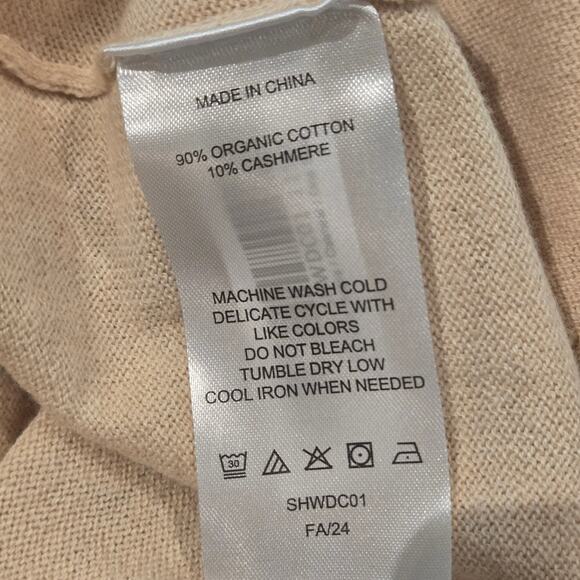 MADE IN CHINA
90% ORGANIC COTTON
10% CASHMERE
MACHINE WASH COLD
DELICATE CYCLE WITH
LIKE COLORS
DO NOT BLEACH
TUMBLE DRY LOW
COOL IRON WHEN NEEDED
30
SHWDC01
FA/24